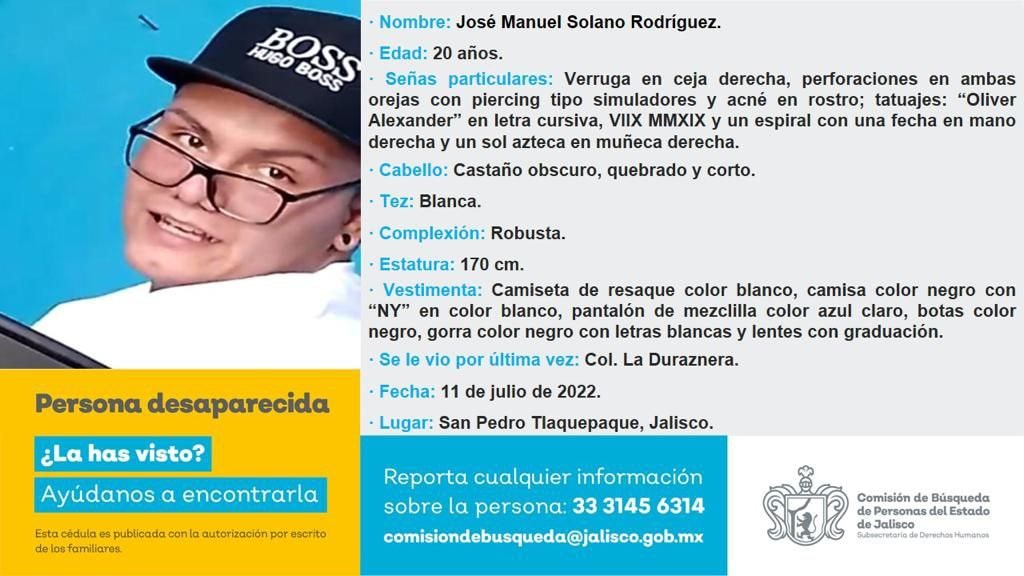 BOSS
HUGO BOSS
· Nombre: José Manuel Solano Rodríguez.
· Edad: 20 años.
· Señas particulares: Verruga en ceja derecha, perforaciones en ambas
orejas con piercing tipo simuladores y acné en rostro; tatuajes: “Oliver
Alexander” en letra cursiva, VIIX MMXIX y un espiral con una fecha en mano
derecha y un sol azteca en muñeca derecha.
· Cabello: Castaño obscuro, quebrado y corto.
· Tez: Blanca.
· Complexión: Robusta.
· Estatura: 170 cm.
· Vestimenta: Camiseta de resaque color blanco, camisa color negro con
“NY” en color blanco, pantalón de mezclilla color azul claro, botas color
negro, gorra color negro con letras blancas y lentes con graduación.
· Se le vio por última vez: Col. La Duraznera.
· Fecha: 11 de julio de 2022.
· Lugar: San Pedro Tlaquepaque, Jalisco.
Persona desaparecida
¿La has visto?
Ayúdanos a encontrarla
Esta cédula es publicada con la autorización por escrito
de los familiares.
Reporta cualquier información
sobre la persona: 33 3145 6314
comisiondebusqueda@jalisco.gob.mx
Comisión de Búsqueda
de Personas del Estado
de Jalisco
Subsecretaría de Derechos Humanos